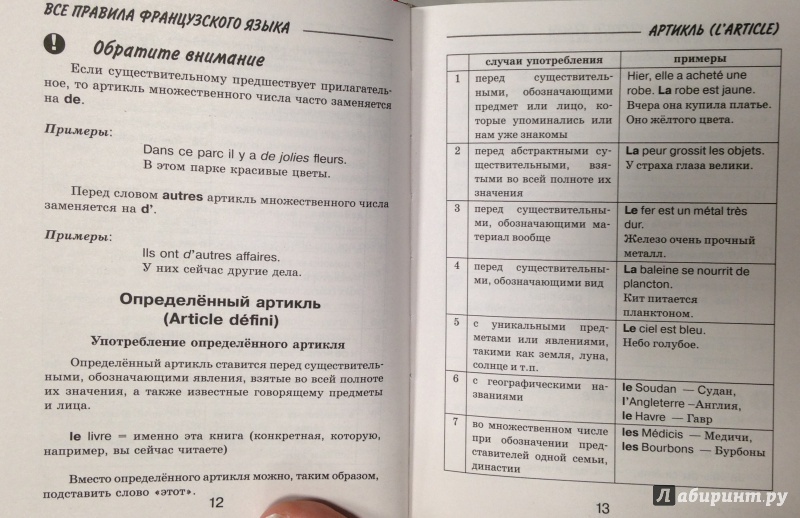 ВСЕ ПРАВИЛА ФРАНЦУЗСКОГО ЯЗЫКА
! Обратите внимание
Если существительному предшествует прилагатель-
ное, то артикль множественного числа часто заменяется
на de.
Примеры:
Dans ce parc il y a de jolies fleurs.
В этом парке красивые цветы.
Перед словом autres артикль множественного числа
заменяется на d’.
Примеры:
Ils ont d’autres affaires.
У них сейчас другие дела.
Определённый артикль
(Article défini)
Употребление определённого артикля
Определённый артикль ставится перед существитель-
ными, обозначающими явления, взятые во всей полноте
их значения, а также известные говорящему предметы
и лица.
le livre = именно эта книга (конкретная, которую,
например, вы сейчас читаете)
Вместо определённого артикля можно, таким образом,
подставить слово «этот».
12
АРТИКЛЬ (L’ARTICLE)
случаи употребления
примеры
1
перед существитель-
ными, обозначающими
предмет или лицо, ко-
торые упоминались или
нам уже знакомы
Hier, elle a acheté une
robe. La robe est jaune.
Вчера она купила платье.
Оно жёлтого цвета.
2
перед абстрактными су-
ществительными, взя-
тыми во всей полноте их
значения
La peur grossit les objets.
У страха глаза велики.
3
перед существительны-
ми, обозначающими ма-
териал вообще
Le fer est un métal très
dur.
Железо очень прочный
металл.
4
перед существительны-
ми, обозначающими вид
La baleine se nourrit de
plancton.
Кит питается
планктоном.
5
с уникальными пред-
метами или явлениями,
такими как земля, луна,
солнце и т.п.
Le ciel est bleu.
Небо голубое.
6
с географическими на-
званиями
le Soudan — Судан,
l’Angleterre –Англия,
le Havre — Гавр
7
во множественном числе
при обозначении пред-
ставителей одной семьи,
династии
les Médicis — Медичи,
les Bourbons — Бурбоны
13
Лабиринт.ру